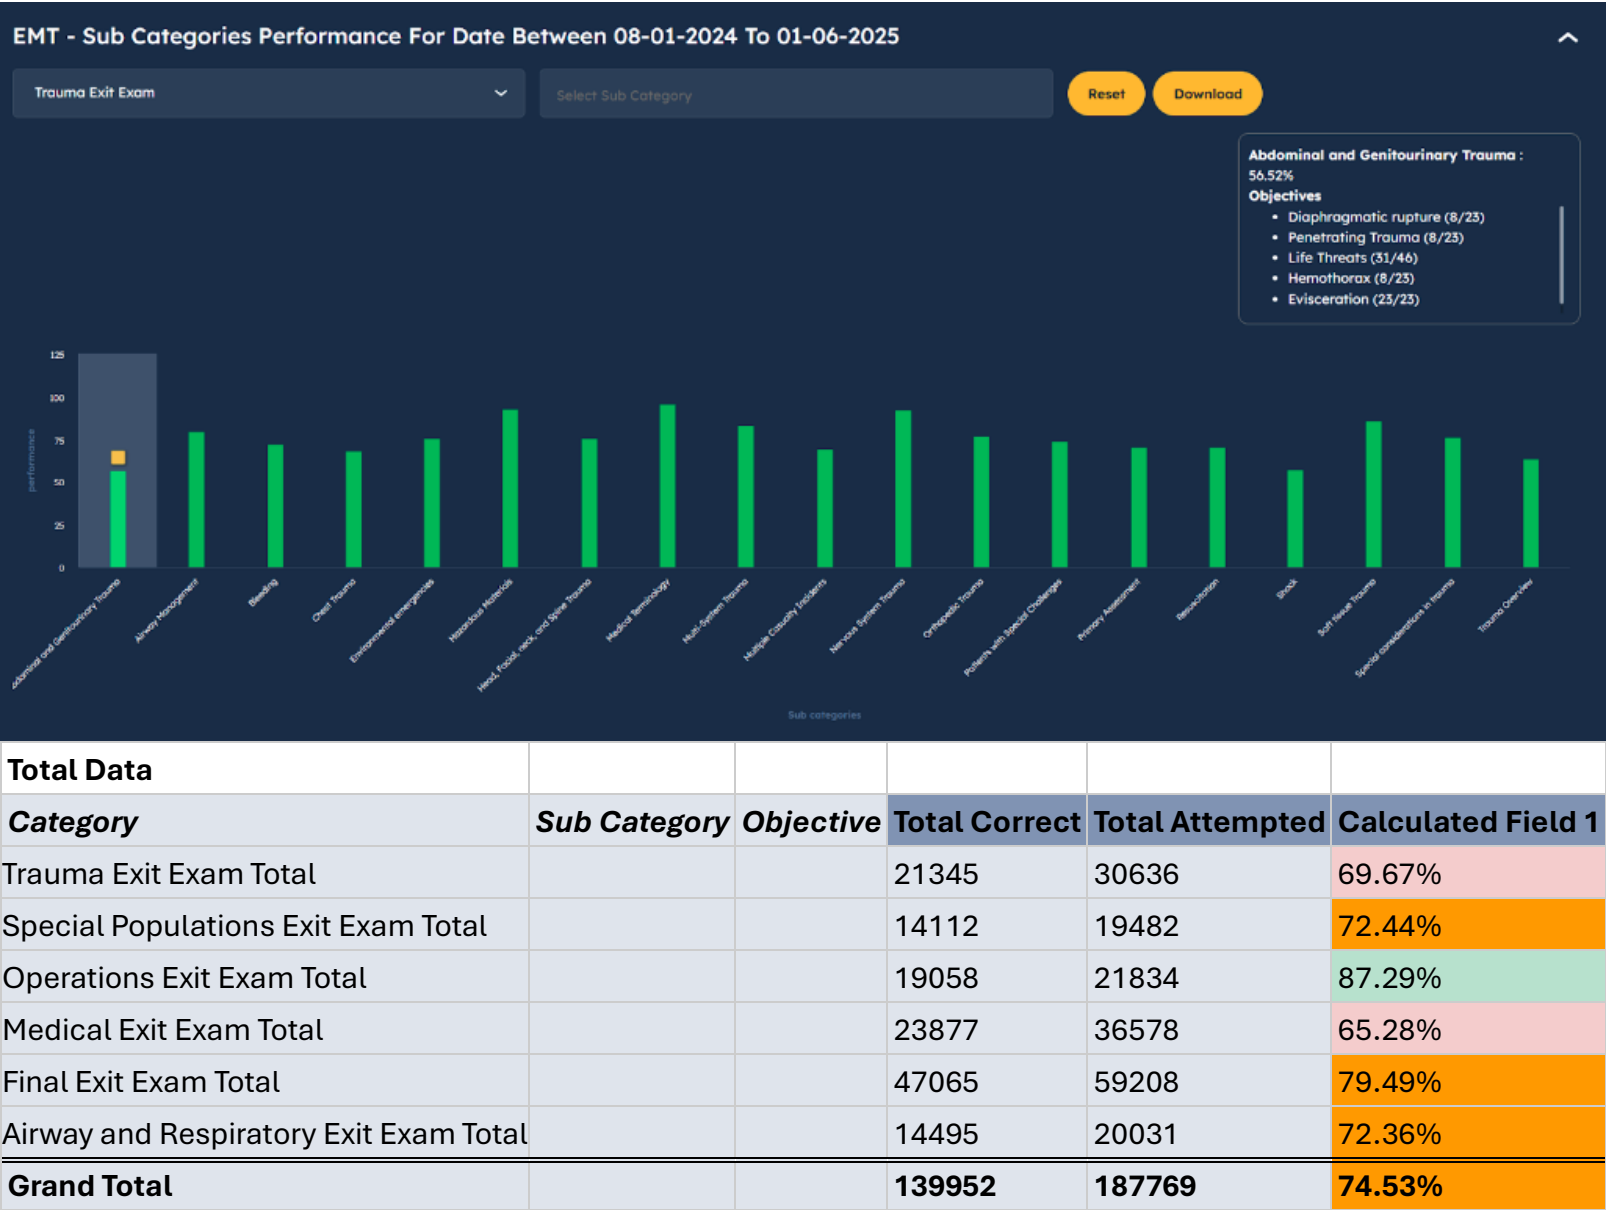 EMT - Sub Categories Performance For Date Between 08-01-2024 To 01-06-2025
Trauma Exit Exam
Select Sub Category
Reset
Download
Abdominal and Genitourinary Trauma :
56.52%
Objectives
• Diaphragmatic rupture (8/23)
• Penetrating Trauma (8/23)
• Life Threats (31/46)
• Hemothorax (8/23)
• Evisceration (23/23)
performance
125
100
75
50
25
0
dominal and Genitourinary Trauma
Airway Management
Bleeding
Chest Trauma
Environmental emergencies
Hazardous Materials
Head, Facial, neck, and Spine Trauma
Medical Terminology
Multi-System Trauma
Multiple Casualty Incidents
Nervous System Trauma
Orthopedic Trauma
Patients with Special Challenges
Primary Assessment
Resuscitation
Shock
Soft Tissue Trauma
Special considerations in trauma
Trauma Overview
Sub categories
Total Data
Category Sub Category Objective Total Correct Total Attempted Calculated Field 1
Trauma Exit Exam Total 21345 30636 69.67%
Special Populations Exit Exam Total 14112 19482 72.44%
Operations Exit Exam Total 19058 21834 87.29%
Medical Exit Exam Total 23877 36578 65.28%
Final Exit Exam Total 47065 59208 79.49%
Airway and Respiratory Exit Exam Total 14495 20031 72.36%
Grand Total 139952 187769 74.53%